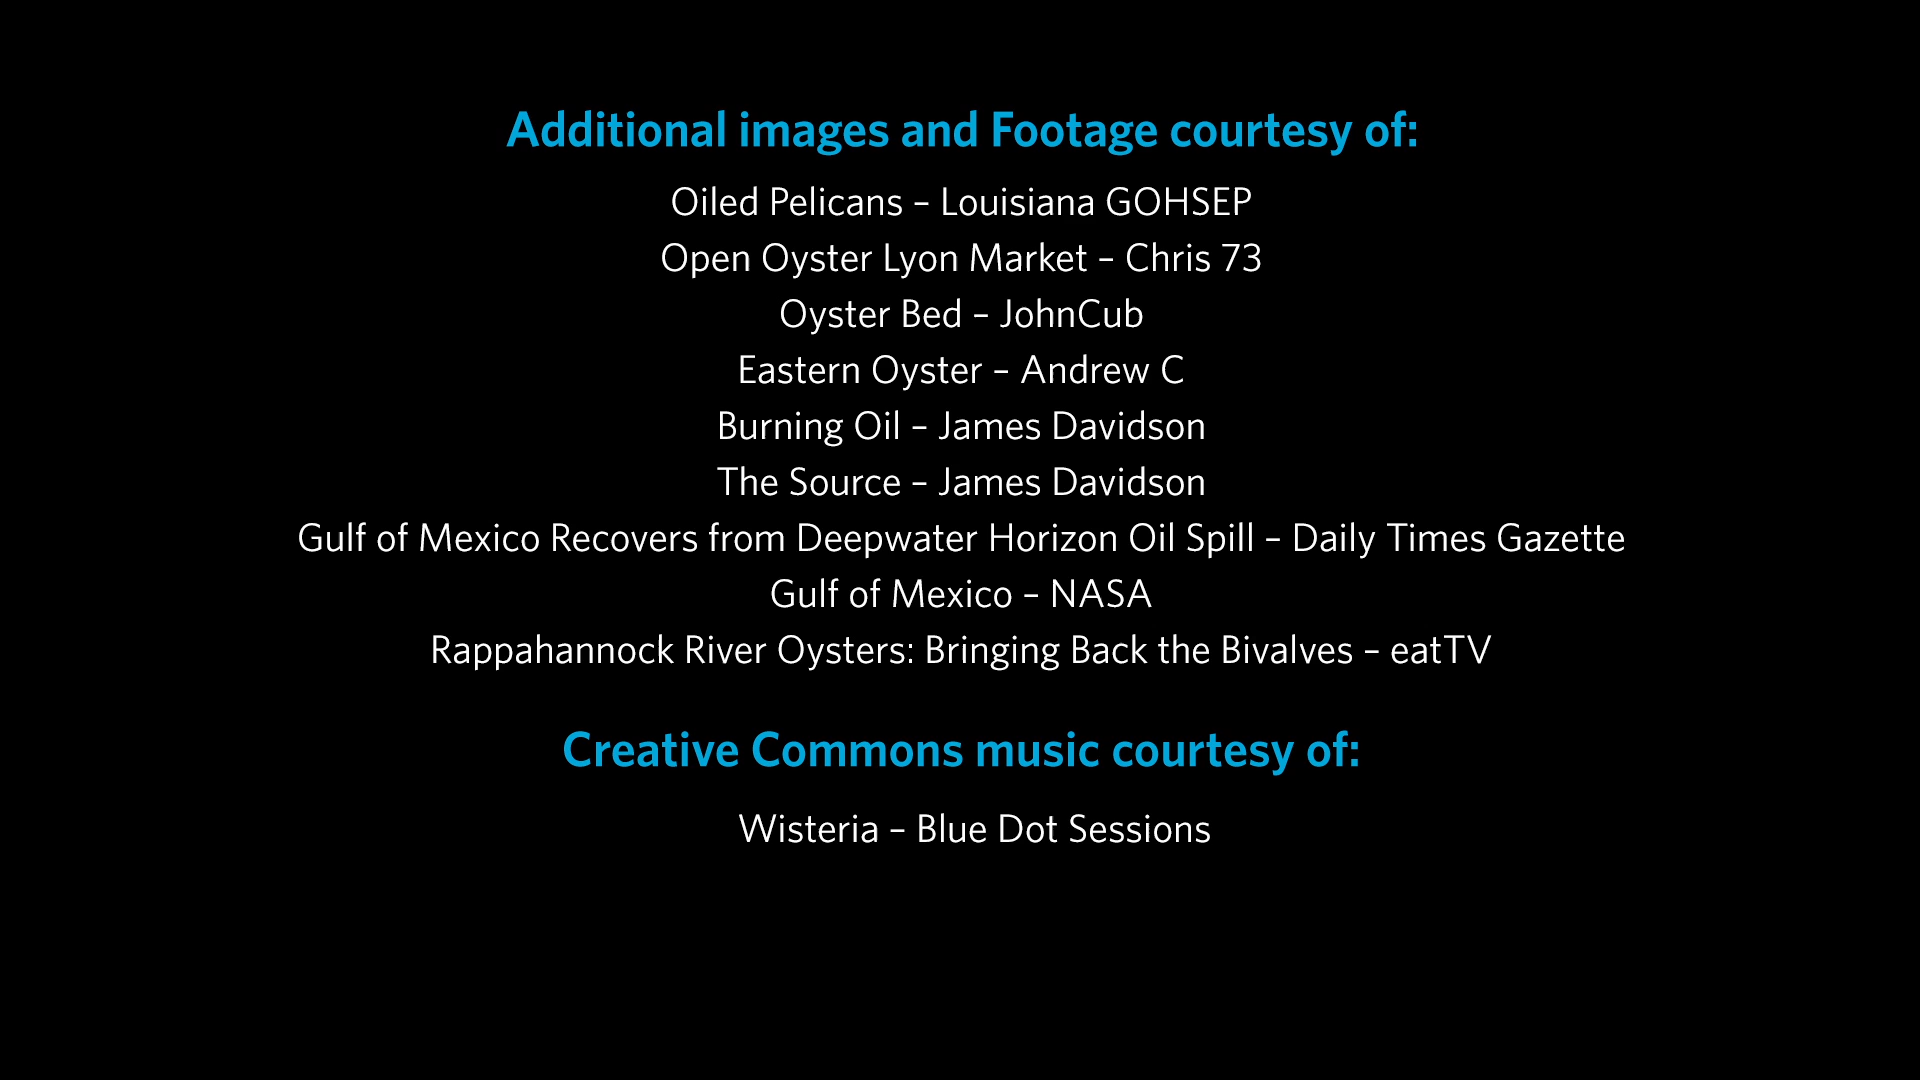 Additional images and Footage courtesy of:
Oiled Pelicans – Louisiana GOHSEP
Open Oyster Lyon Market – Chris 73
Oyster Bed – JohnCub
Eastern Oyster – Andrew C
Burning Oil – James Davidson
The Source – James Davidson
Gulf of Mexico Recovers from Deepwater Horizon Oil Spill – Daily Times Gazette
Gulf of Mexico – NASA
Rappahannock River Oysters: Bringing Back the Bivalves – eatTV
Creative Commons music courtesy of:
Wisteria – Blue Dot Sessions